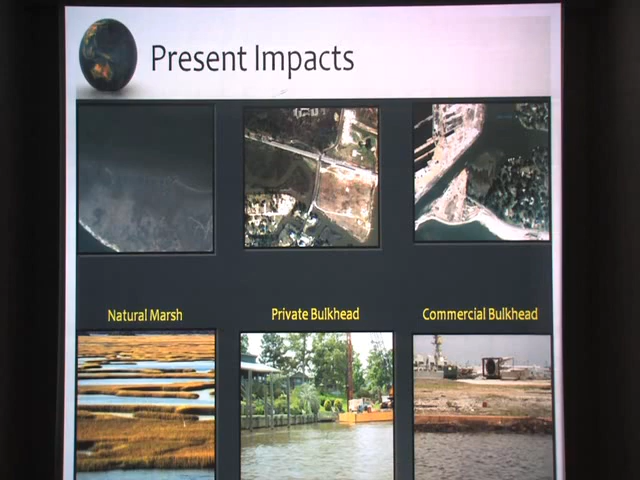 Present Impacts
Natural Marsh
Private Bulkhead
Commercial Bulkhead